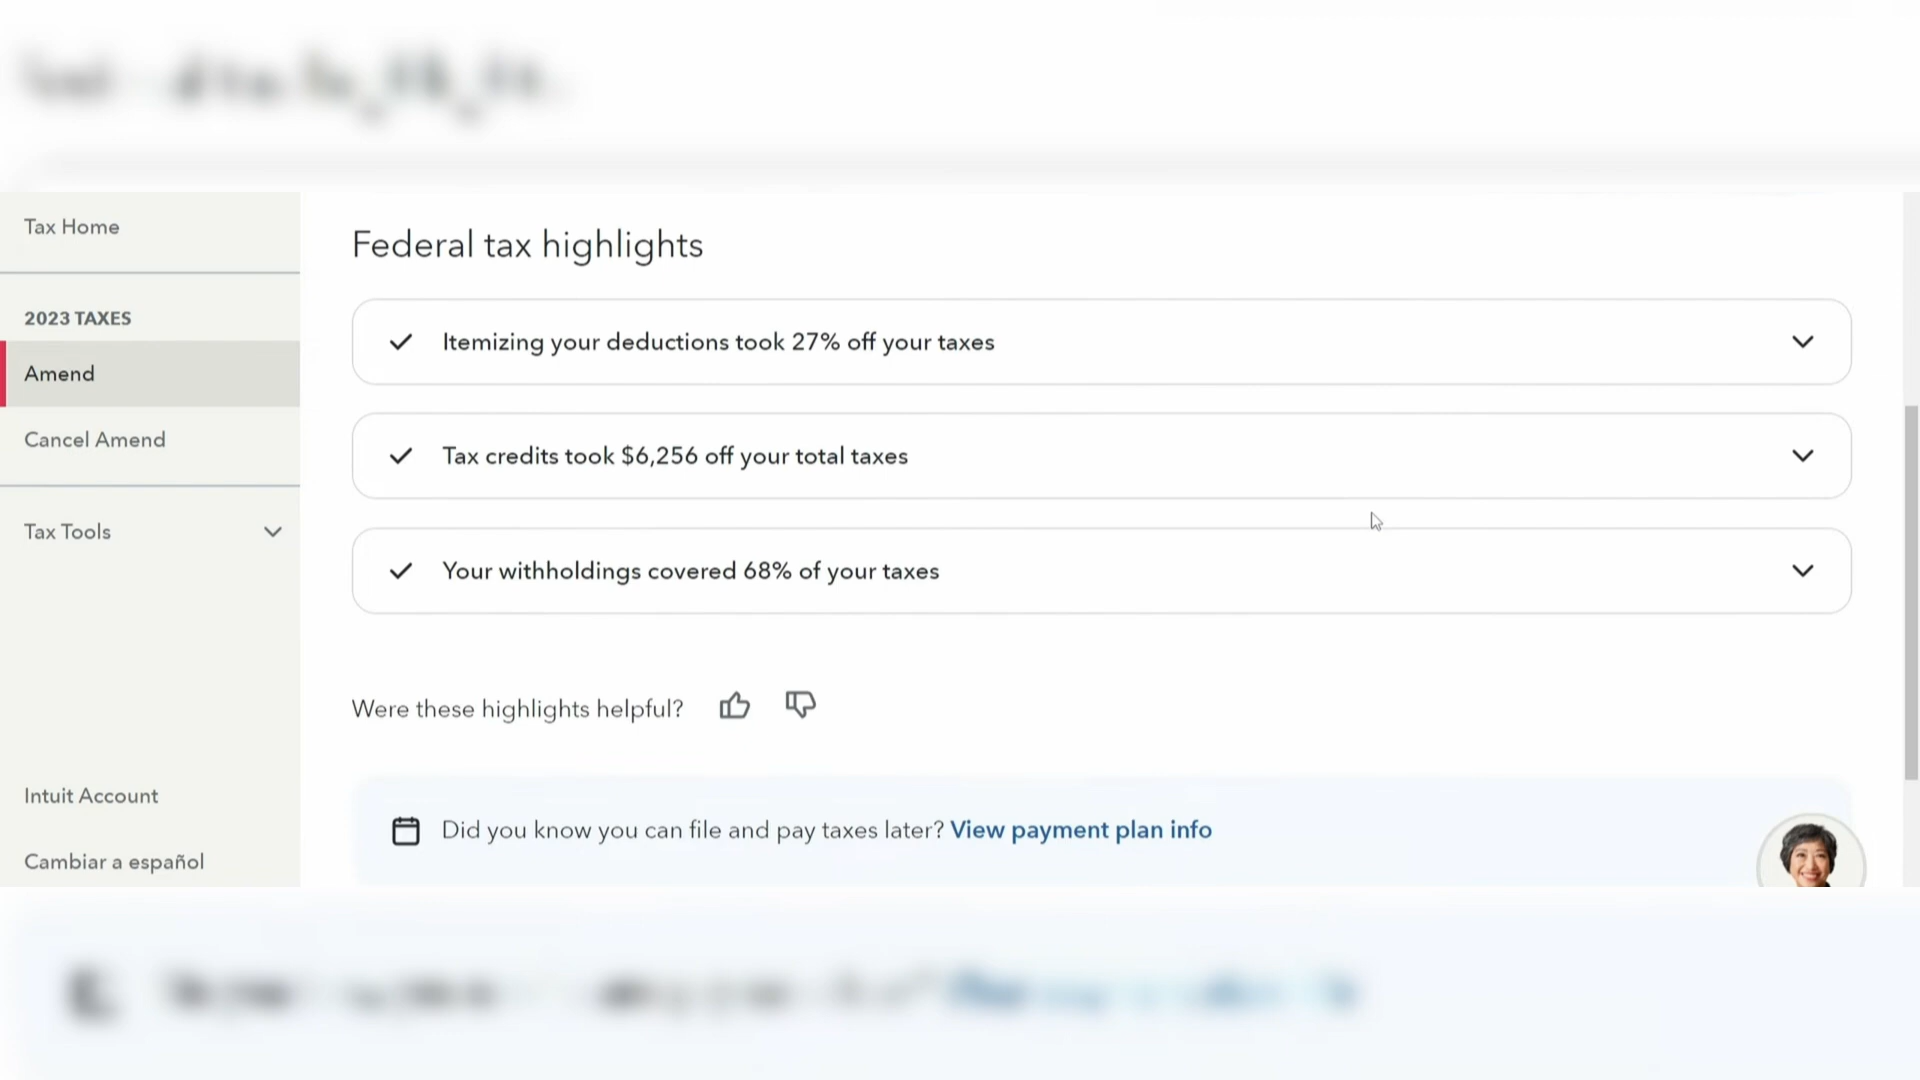 Tax Home
2023 TAXES
Amend
Cancel Amend
Tax Tools
Intuit Account
Cambiar a español
Federal tax highlights
Itemizing your deductions took 27% off your taxes
Tax credits took $6,256 off your total taxes
Your withholdings covered 68% of your taxes
Were these highlights helpful?
Did you know you can file and pay taxes later? View payment plan info